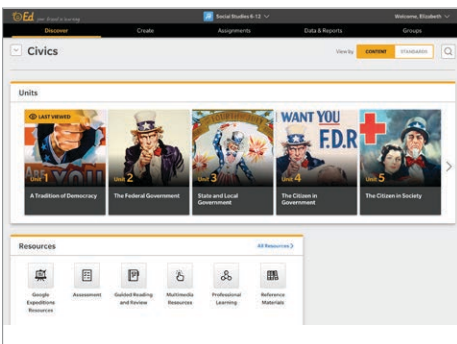 Ed
Social Studies 6-12
Welcome, Elizabeth
Discover
Create
Assignments
Data & Reports
Groups
Civics
View by
CONTENT
STANDARDS
Units
LAST VIEWED
WANT YOU
F.D.R
ARE YOU
Unit 1
Unit 2
Unit 3
Unit 4
Unit 5
A Tradition of Democracy
The Federal Government
State and Local
Government
The Citizen in
Government
The Citizen in Society
Resources
All Resources
Google
Expeditions
Resources
Assessment
Guided Reading
and Review
Multimedia
Resources
Professional
Learning
Reference
Materials